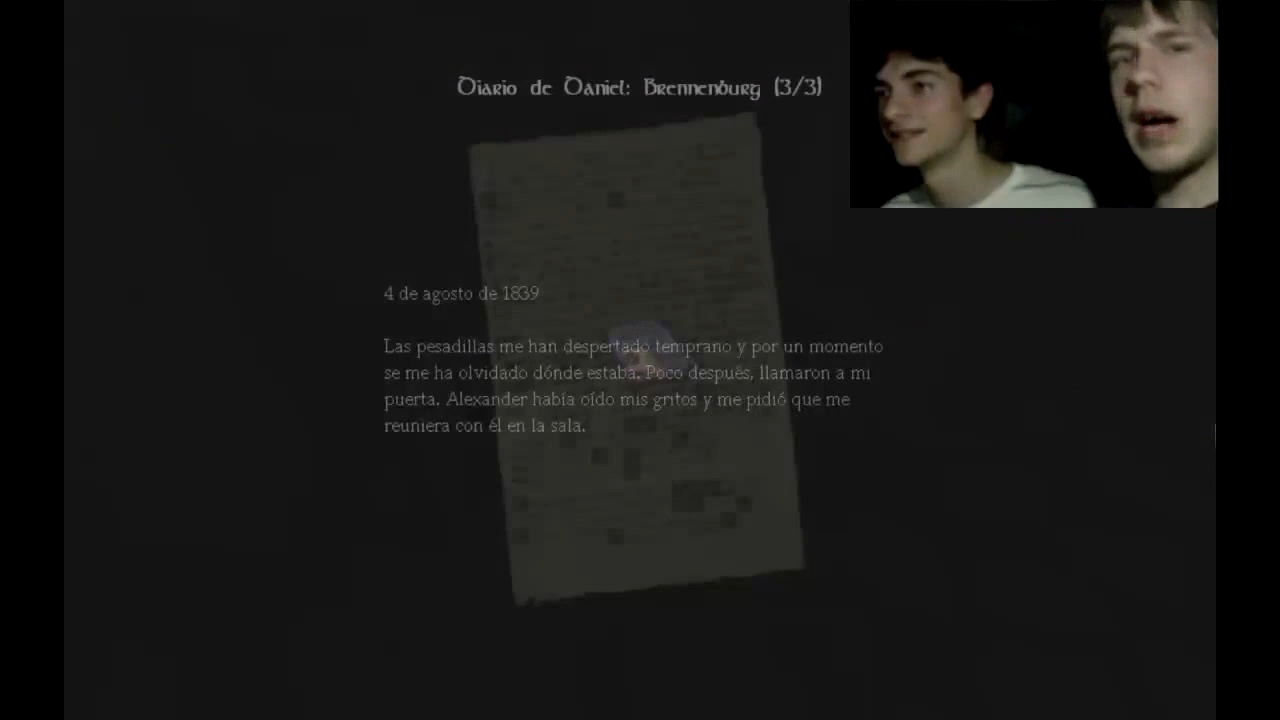 Diario de Daniel: Brennenburg (3/3)
4 de agosto de 1839
Las pesadillas me han despertado temprano y por un momento
se me ha olvidado dónde estaba. Poco después, llamaron a mi
puerta. Alexander había oído mis gritos y me pidió que me
reuniera con él en la sala.